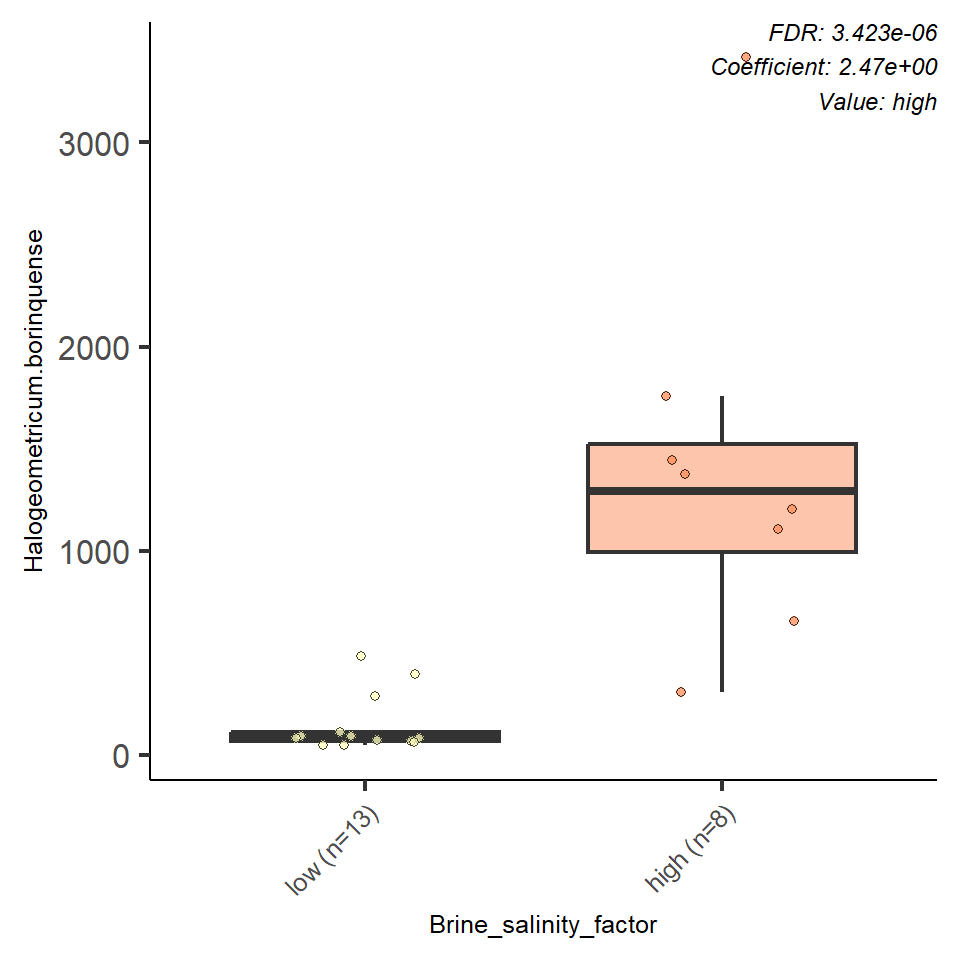 FDR: 3.423e-06
Coefficient: 2.47e+00
Value: high
3000
2000
1000
0
Halogeometricum.borinquense
low (n=13)
high (n=8)
Brine_salinity_factor